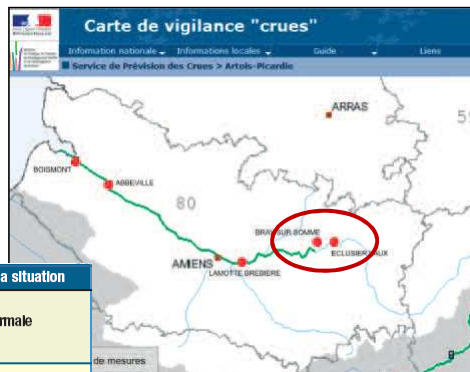 Carte de vigilance "crues"
Information nationale
Informations locales
Guide
Liens
Service de Prévision des Crues > Artois-Picardie
ARRAS
BOISMONT
ABBEVILLE
80
BRAY-SUR-SOMME
ECLUSIER VAUX
AMIENS
LAMOTTE BREBIERE
a situation
rmale
de mesures